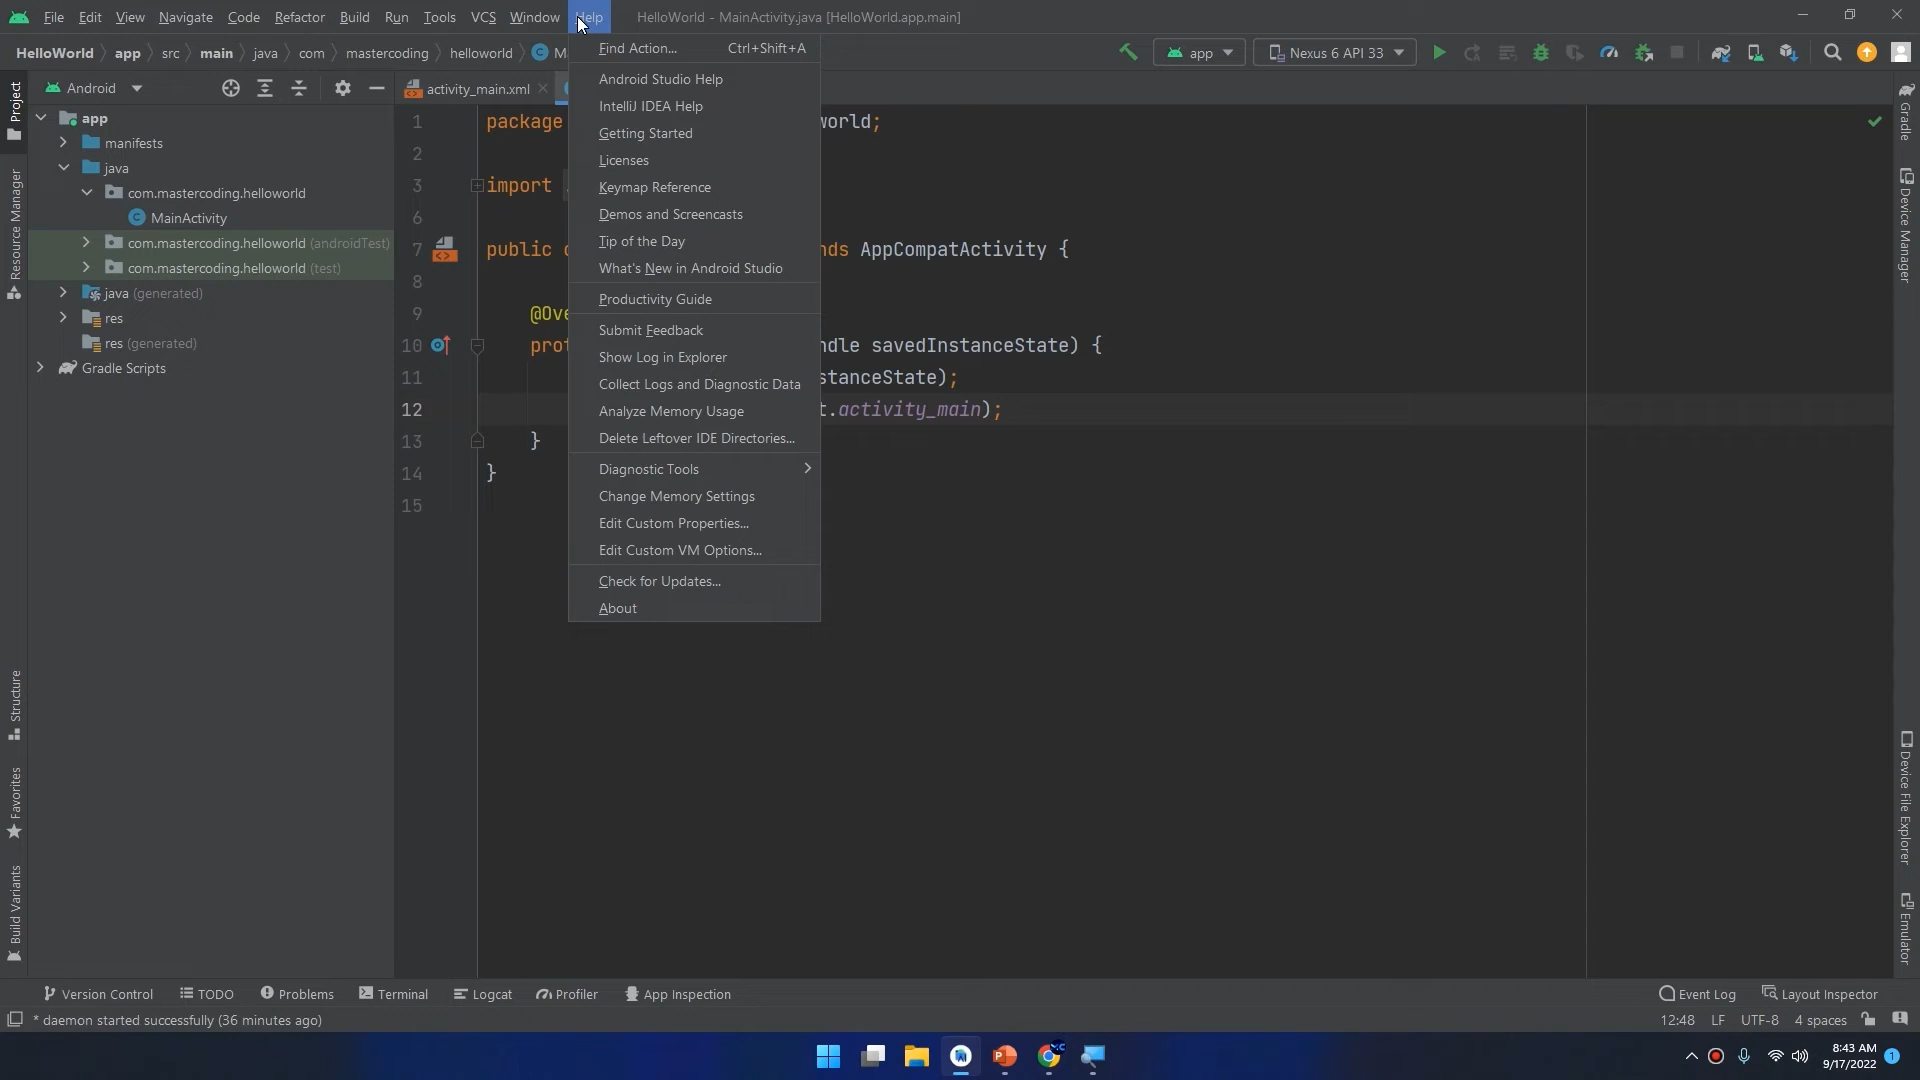 File Edit View Navigate Code Refactor Build Run Tools VCS Window Help HelloWorld - MainActivity.java [HelloWorld.app.main]
HelloWorld app src main java com mastercoding helloworld C app Nexus 6 API 33
Android
activity_main.xml
Project
Resource Manager
Structure
Favorites
Build Variants
app
manifests
java
com.mastercoding.helloworld
C MainActivity
com.mastercoding.helloworld (androidTest)
com.mastercoding.helloworld (test)
java (generated)
res
res (generated)
Gradle Scripts
Find Action... Ctrl+Shift+A
Android Studio Help
IntelliJ IDEA Help
Getting Started
Licenses
Keymap Reference
Demos and Screencasts
Tip of the Day
What's New in Android Studio
Productivity Guide
Submit Feedback
Show Log in Explorer
Collect Logs and Diagnostic Data
Analyze Memory Usage
Delete Leftover IDE Directories...
Diagnostic Tools
Change Memory Settings
Edit Custom Properties...
Edit Custom VM Options...
Check for Updates...
About
1 package world;
2
3 import
6
7 public nds AppCompatActivity {
8
9 @Ove
10 prot ndle savedInstanceState) {
11 stanceState);
12 t.activity_main);
13 }
14 }
15
Gradle
Device Manager
Device File Explorer
Emulator
Version Control TODO Problems Terminal Logcat Profiler App Inspection Event Log Layout Inspector
* daemon started successfully (36 minutes ago) 12:48 LF UTF-8 4 spaces
8:43 AM
9/17/2022
1